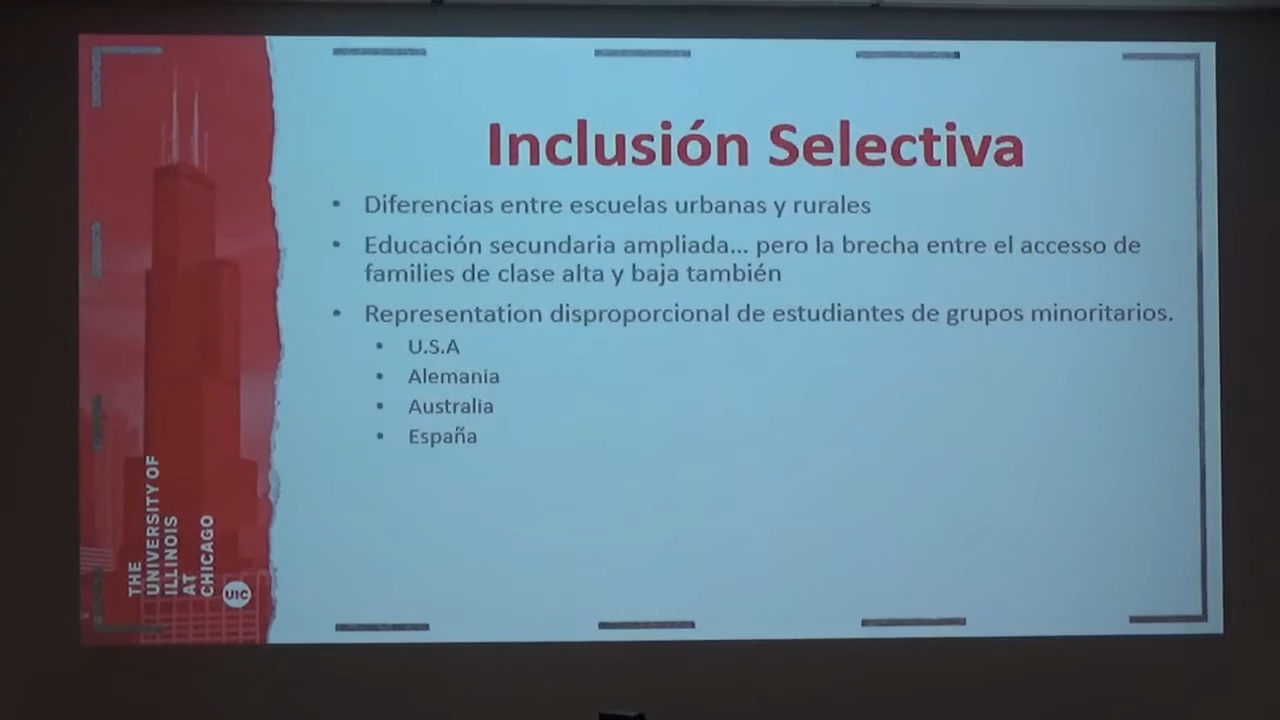 Inclusión Selectiva
• Diferencias entre escuelas urbanas y rurales
• Educación secundaria ampliada... pero la brecha entre el accesso de
families de clase alta y baja también
• Representation disproporcional de estudiantes de grupos minoritarios.
• U.S.A
• Alemania
• Australia
• España
THE
UNIVERSITY OF
ILLINOIS
AT
CHICAGO
UIC